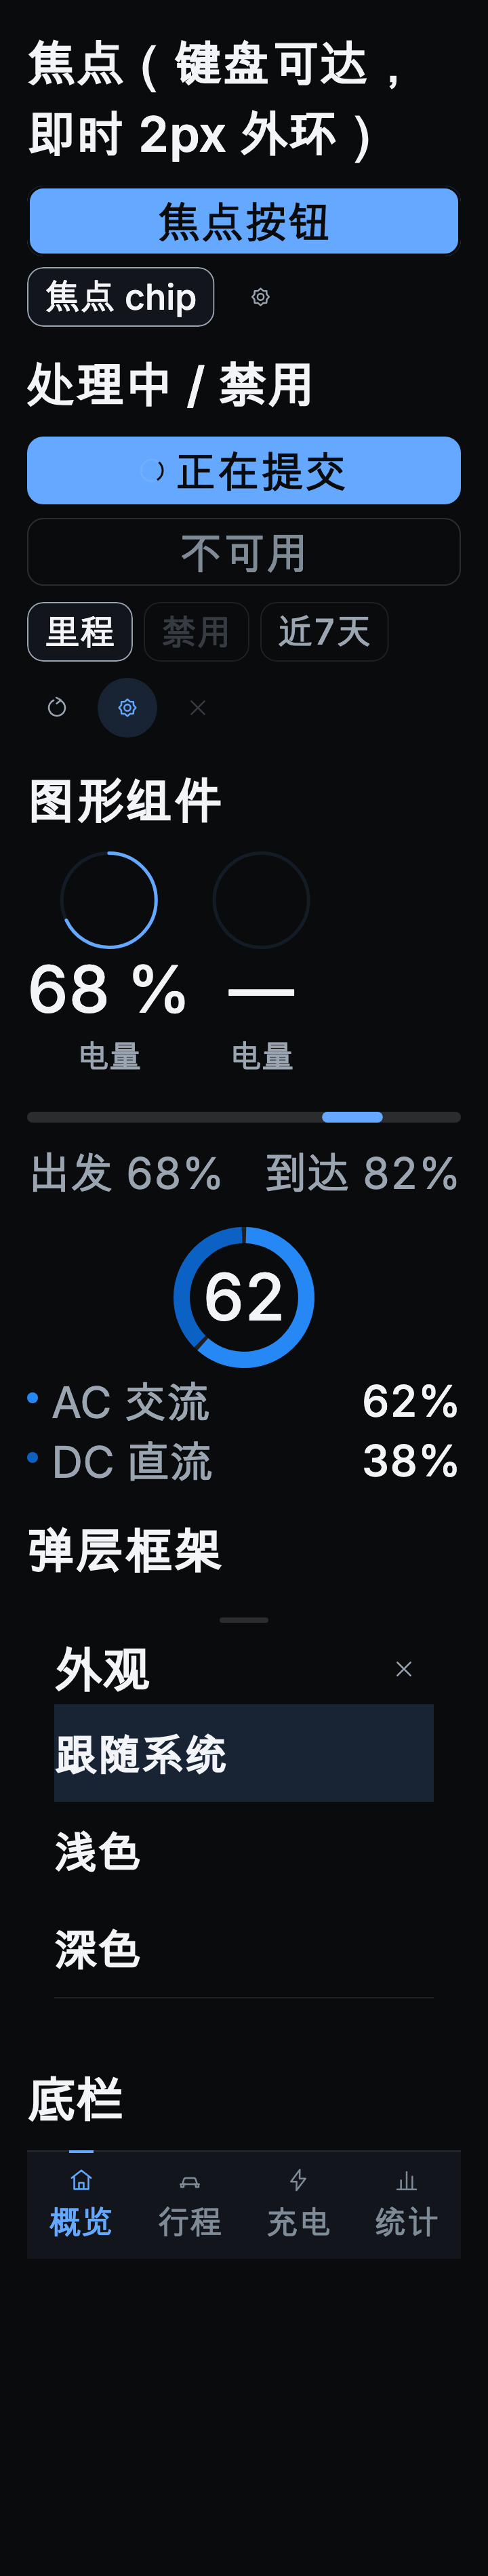 焦点（键盘可达，
即时 2px 外环）
焦点按钮
焦点 chip
处理中 / 禁用
正在提交
不可用
里程 禁用 近7天
图形组件
68 % —
电量 电量
出发 68% 到达 82%
62
AC 交流 62%
DC 直流 38%
弹层框架
外观
跟随系统
浅色
深色
底栏
概览 行程 充电 统计